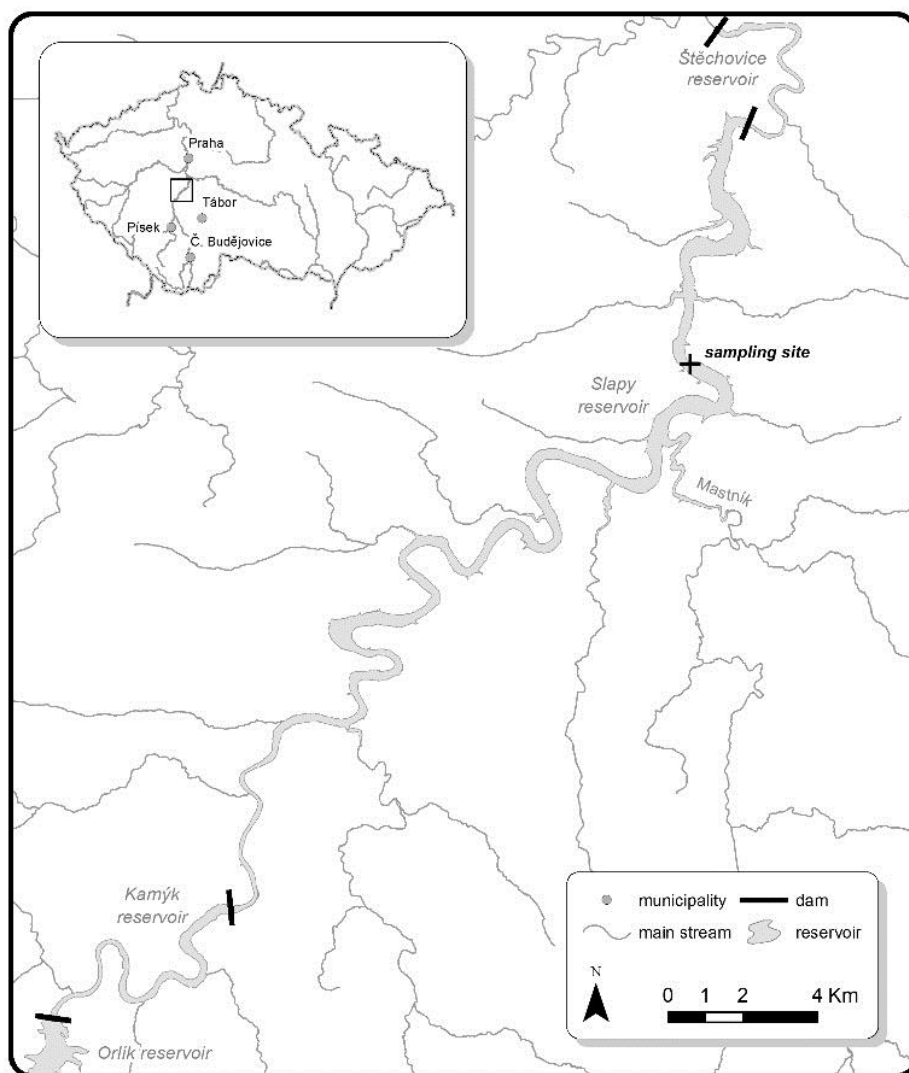 Štěchovice
reservoir
Praha
Tábor
Písek
Č. Budějovice
sampling site
Slapy
reservoir
Mastník
Kamýk
reservoir
Orlík reservoir
municipality
dam
main stream
reservoir
N
0 1 2 4 Km